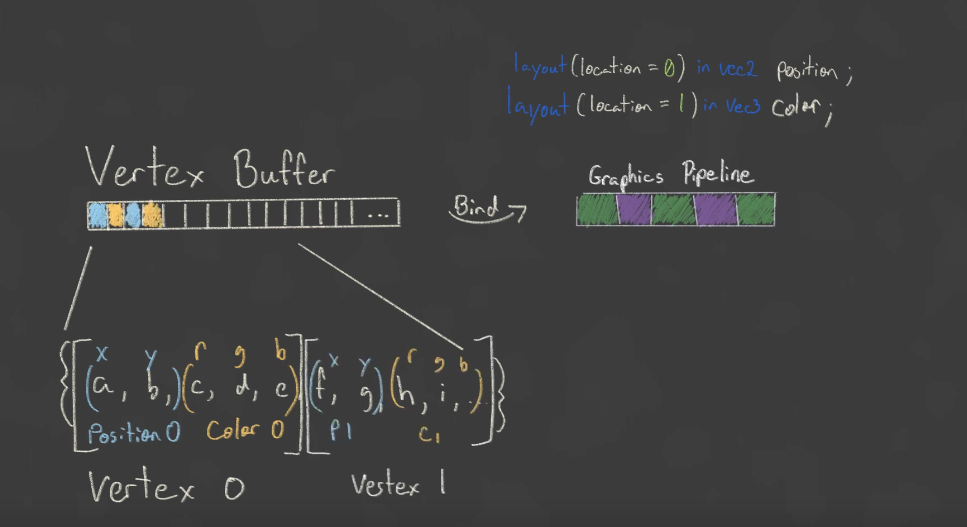 layout (location = 0) in vec2 position;
layout (location = 1) in vec3 color;
Vertex Buffer
Graphics Pipeline
...
Bind
x y r g b x y r g b
{[(a, b,)(c, d, e)][(f, g,)(h, i, ..)]}
Position 0 Color 0 P1 C1
Vertex 0 Vertex 1